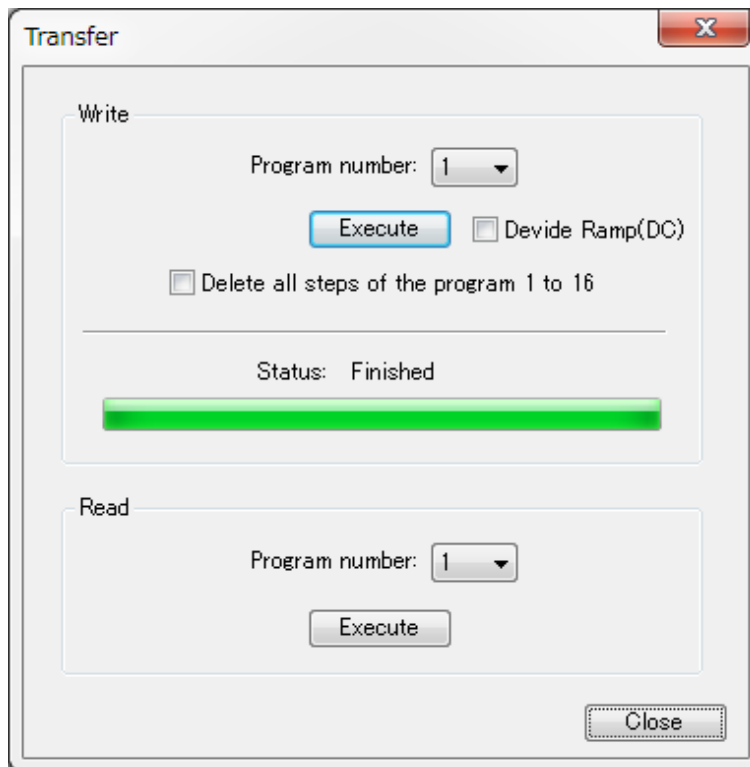 Transfer
Write
Program number: 1
Execute Devide Ramp(DC)
Delete all steps of the program 1 to 16
Status: Finished
Read
Program number: 1
Execute
Close